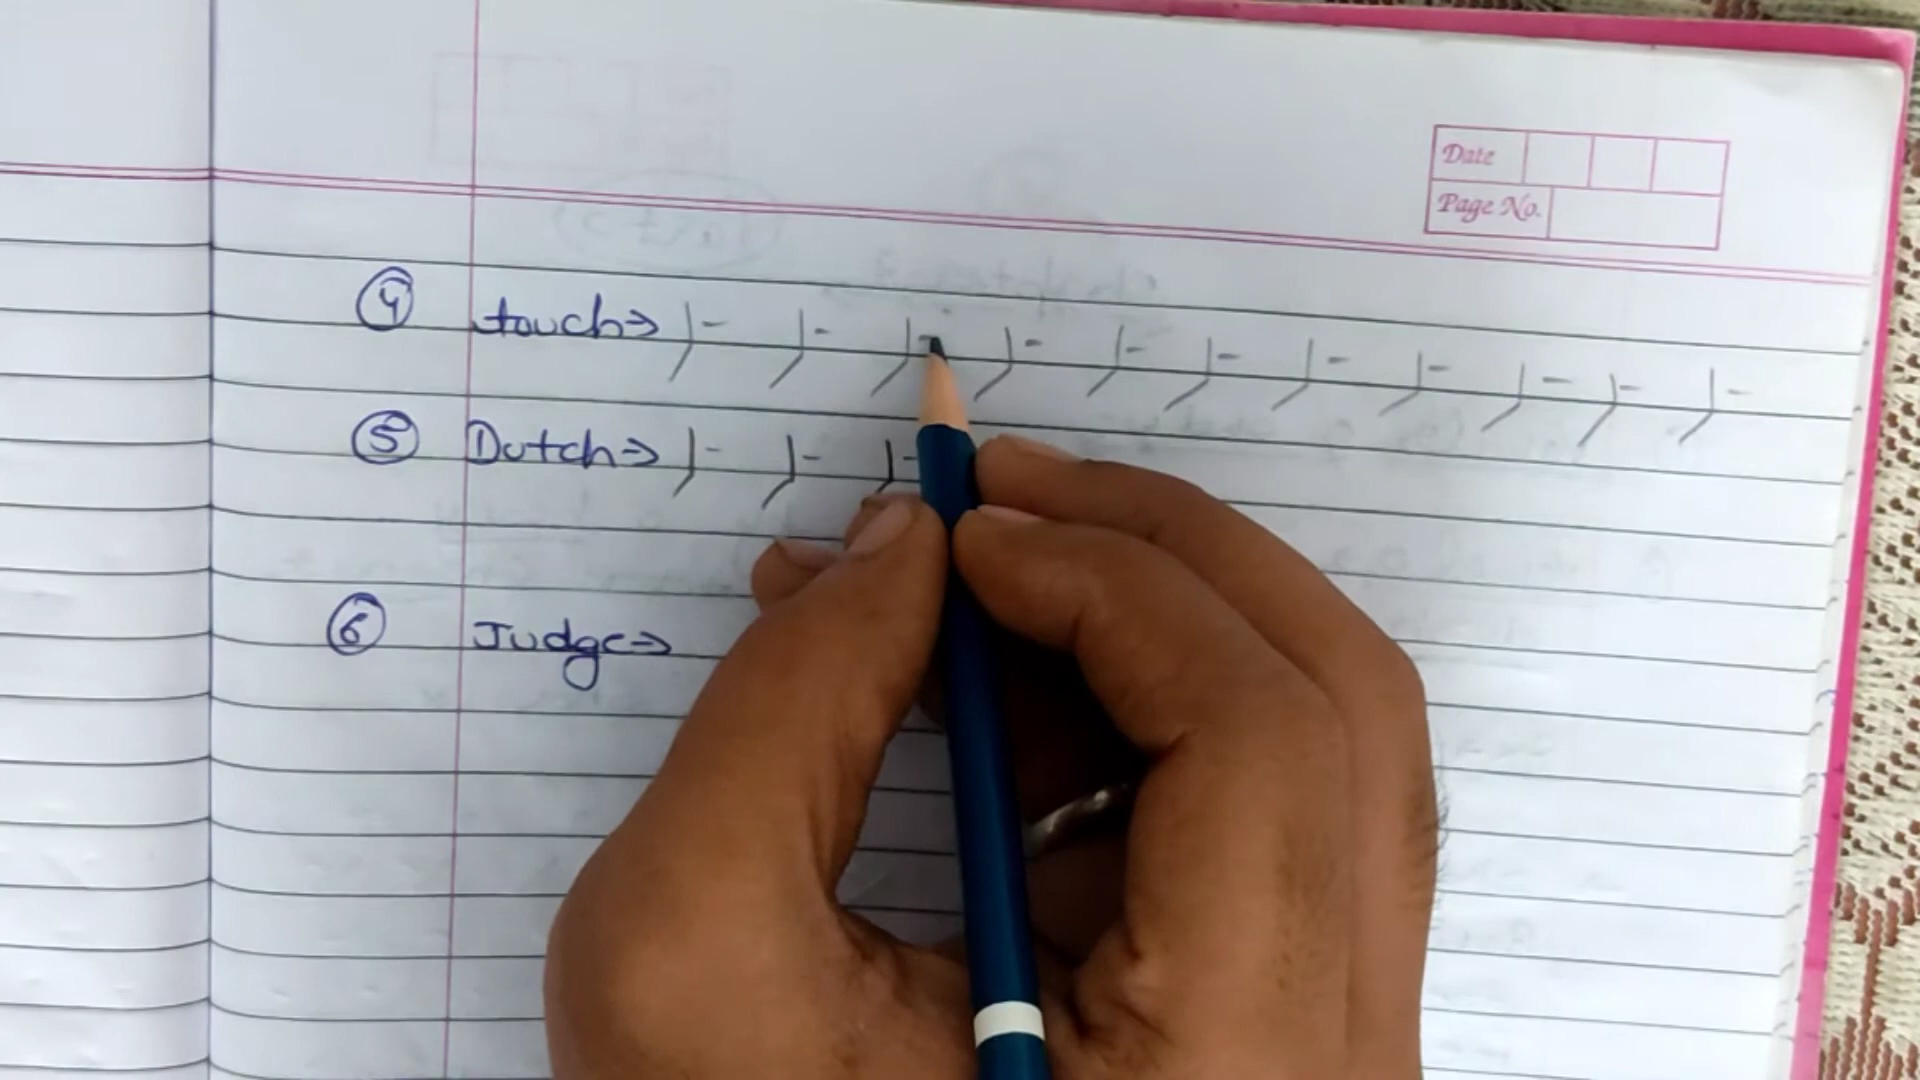 Date
Page No.
④ touch→
⑤ Dutch→
⑥ Judge→